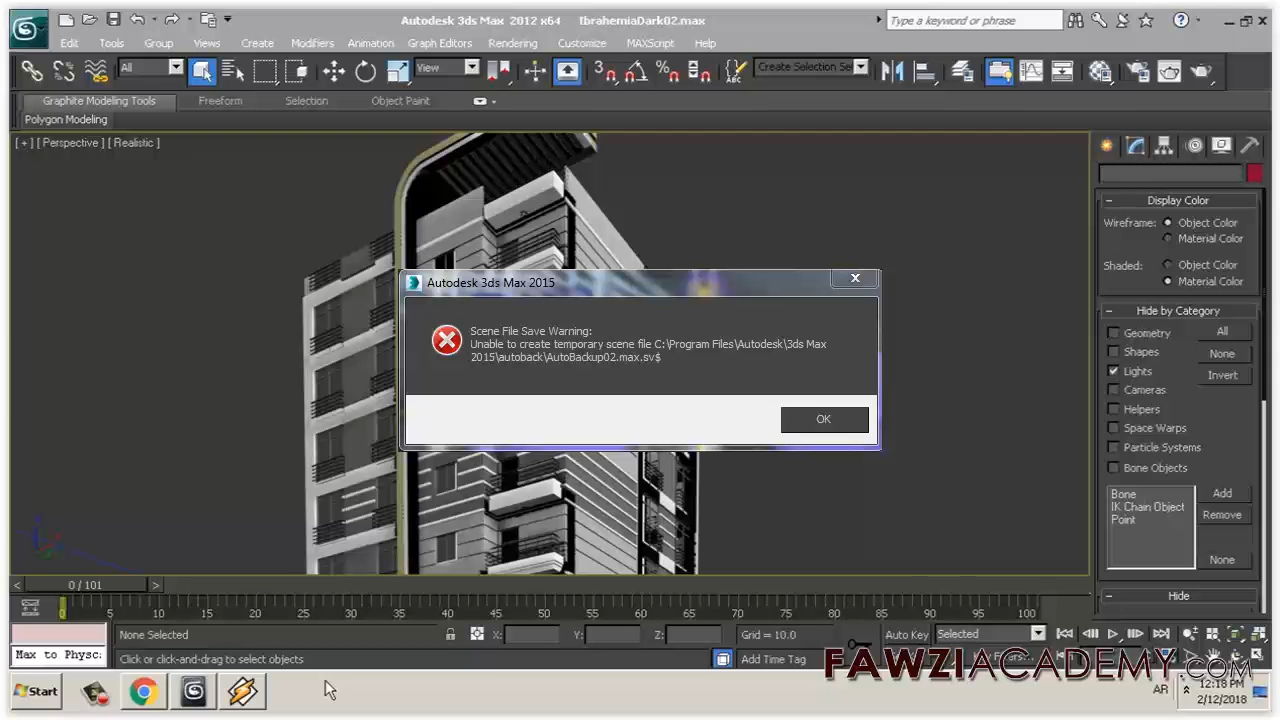 Autodesk 3ds Max 2012 x64 IbrahemiaDark02.max
Type a keyword or phrase
Edit Tools Group Views Create Modifiers Animation Graph Editors Rendering Customize MAXScript Help
All
View
Create Selection Se
Graphite Modeling Tools Freeform Selection Object Paint
Polygon Modeling
[ + ] [ Perspective ] [ Realistic ]
Autodesk 3ds Max 2015
Scene File Save Warning:
Unable to create temporary scene file C:\Program Files\Autodesk\3ds Max
2015\autoback\AutoBackup02.max.sv$
OK
Display Color
Wireframe: Object Color
Material Color
Shaded: Object Color
Material Color
Hide by Category
Geometry All
Shapes None
Lights Invert
Cameras
Helpers
Space Warps
Particle Systems
Bone Objects
Bone Add
IK Chain Object
Point Remove
None
Hide
< 0 / 101 >
0 5 10 15 20 25 30 35 40 45 50 55 60 65 70 75 80 85 90 95 100
None Selected X: Y: Z: Grid = 10.0 Auto Key Selected
Max to Physc: Click or click-and-drag to select objects Add Time Tag
FAWZIACADEMY.COM
Start AR 12:18 PM
2/12/2018